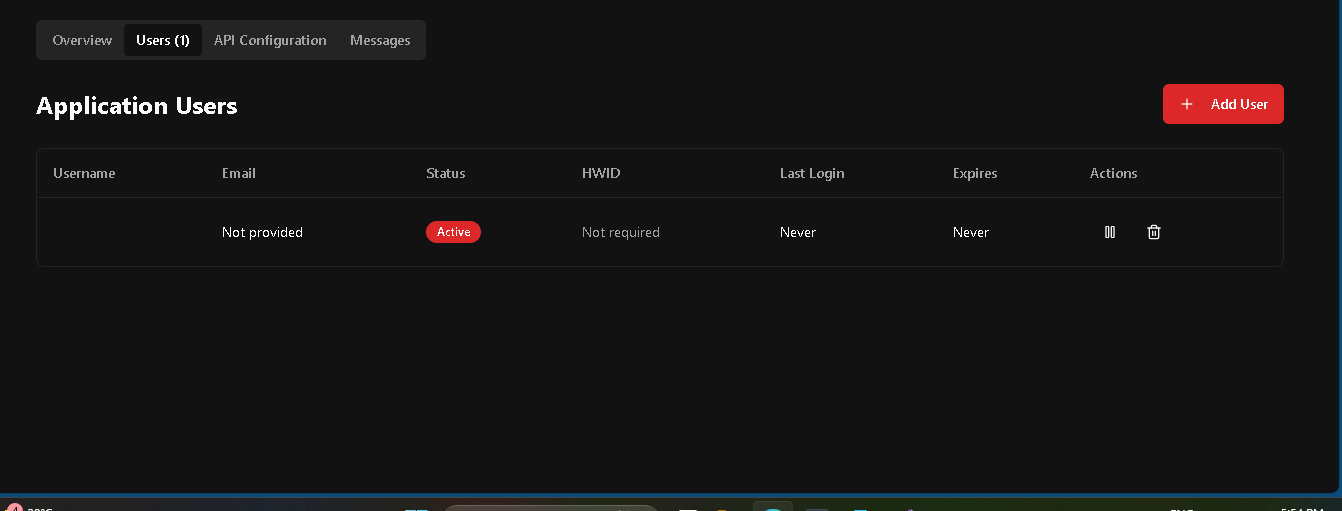 Overview Users (1) API Configuration Messages
Application Users
+ Add User
Username Email Status HWID Last Login Expires Actions
Not provided Active Not required Never Never